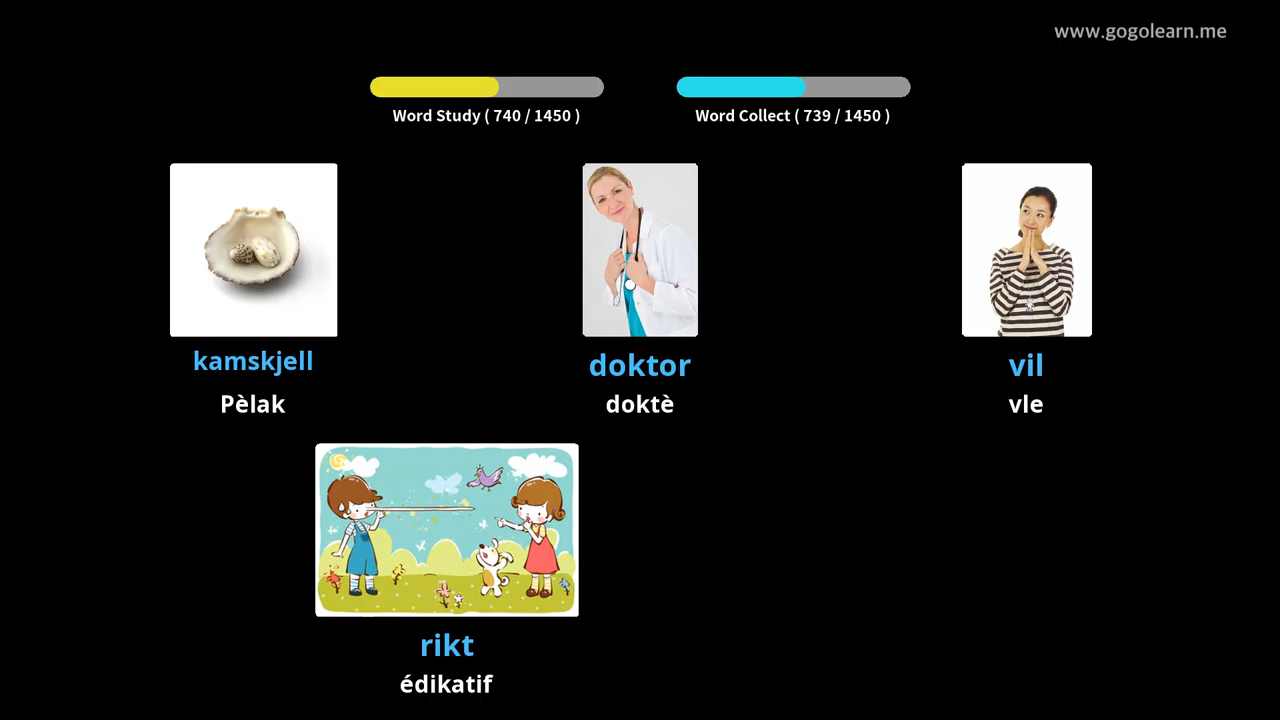 www.gogolearn.me
Word Study ( 740 / 1450 )
Word Collect ( 739 / 1450 )
kamskjell
Pèlak
doktor
doktè
vil
vle
rikt
édikatif